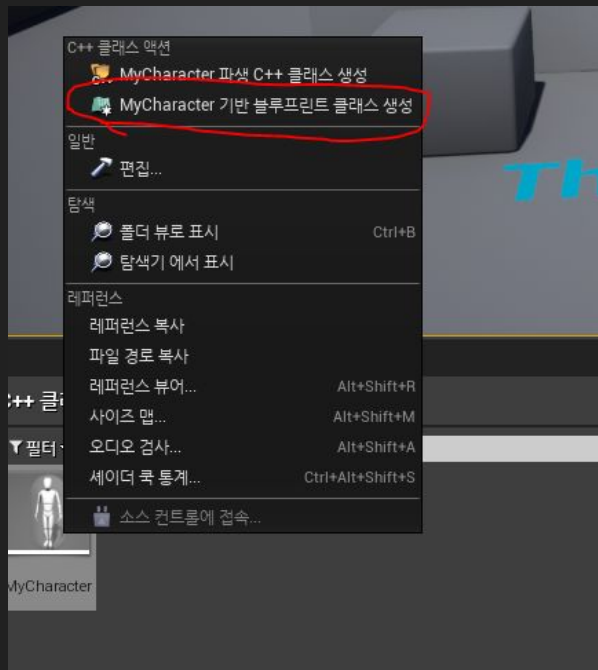 C++ 클래스 액션
MyCharacter 파생 C++ 클래스 생성
MyCharacter 기반 블루프린트 클래스 생성
일반
편집...
탐색
폴더 뷰로 표시 Ctrl+B
탐색기 에서 표시
레퍼런스
레퍼런스 복사
파일 경로 복사
레퍼런스 뷰어... Alt+Shift+R
사이즈 맵... Alt+Shift+M
오디오 검사... Alt+Shift+A
셰이더 쿡 통계... Ctrl+Alt+Shift+S
소스 컨트롤에 접속...
Th
++ 클
필터
MyCharacter